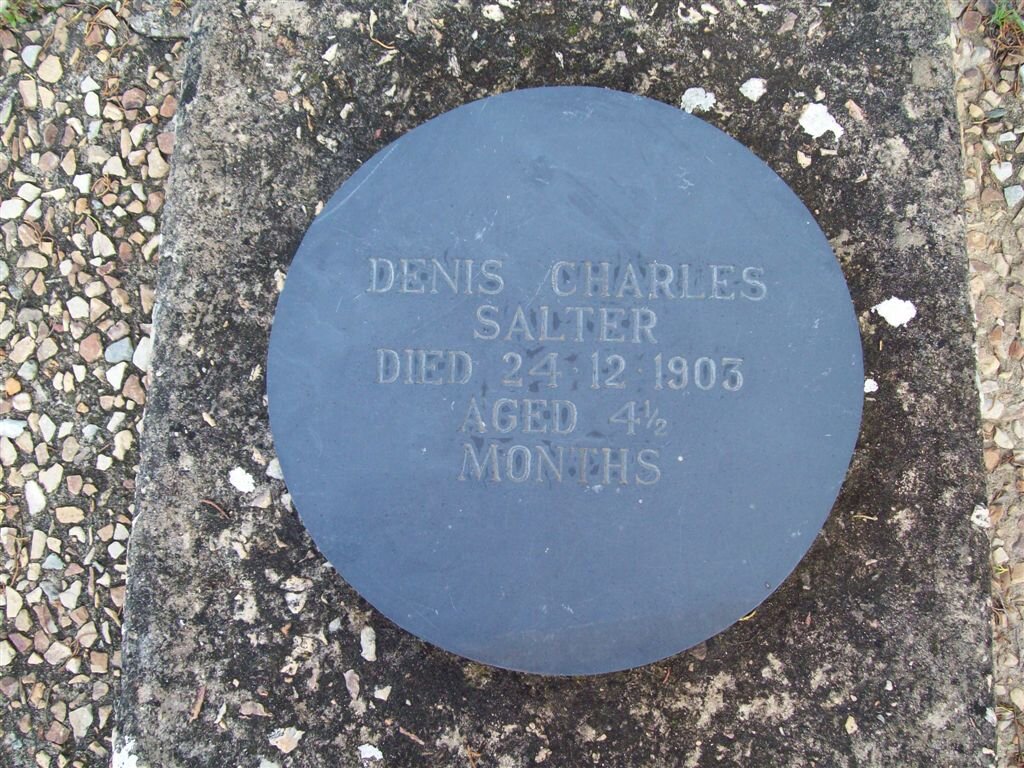 DENIS CHARLES
SALTER
DIED 24·12·1903
AGED 4½
MONTHS